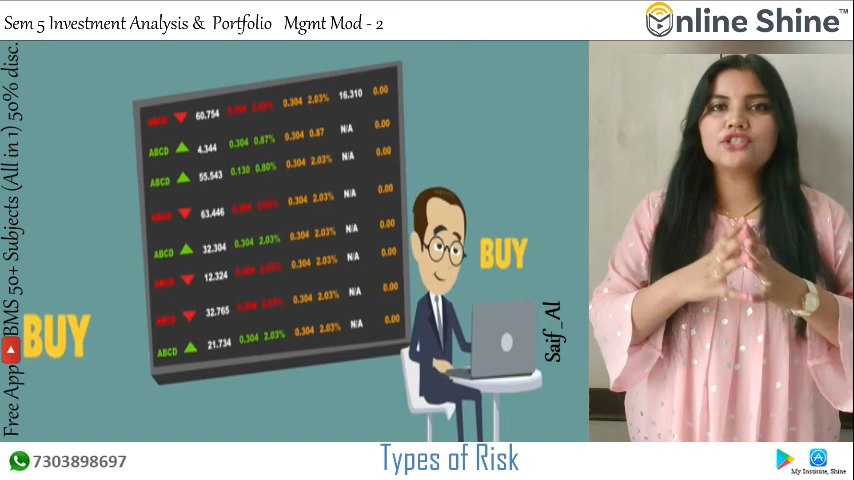 Sem 5 Investment Analysis & Portfolio Mgmt Mod - 2
Online Shine™
Free App BMS 50+ Subjects (All in 1) 50% disc.
ABCD 60.754 0.304 2.03% 16.310 0.00
ABCD 4.344 0.304 0.87% 0.304 0.87 N/A 0.00
ABCD 55.543 0.130 0.80% 0.304 2.03% N/A 0.00
ABCD 63.446 0.304 2.03% N/A 0.00
ABCD 32.304 0.304 2.03% 0.304 2.03% N/A 0.00
ABCD 12.324 0.304 2.03% N/A 0.00
ABCD 32.765 0.304 2.03% N/A 0.00
ABCD 21.734 0.304 2.03% 0.304 2.03% N/A 0.00
BUY
BUY
Saif_Al
7303898697
Types of Risk
My Institute, Shine